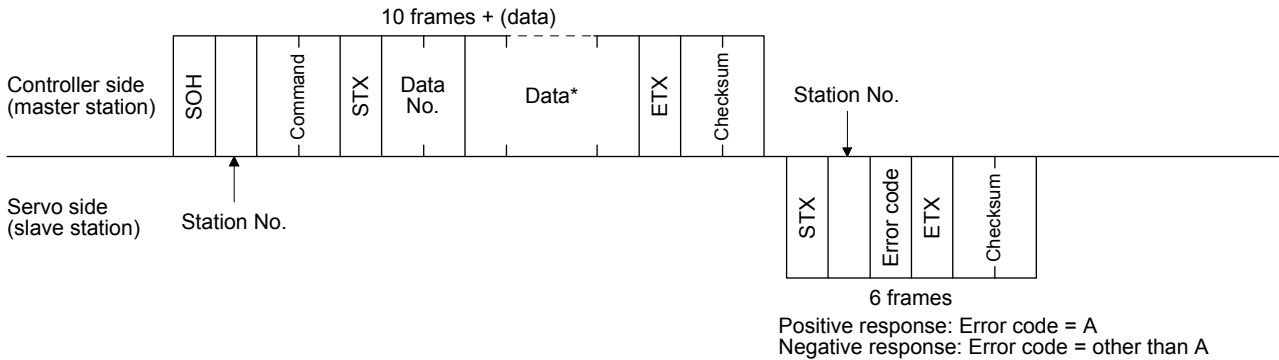 10 frames + (data)
Controller side
(master station)
SOH
Command
STX
Data
No.
Data*
ETX
Checksum
Station No.
Servo side
(slave station)
Station No.
STX
Error code
ETX
Checksum
6 frames
Positive response: Error code = A
Negative response: Error code = other than A